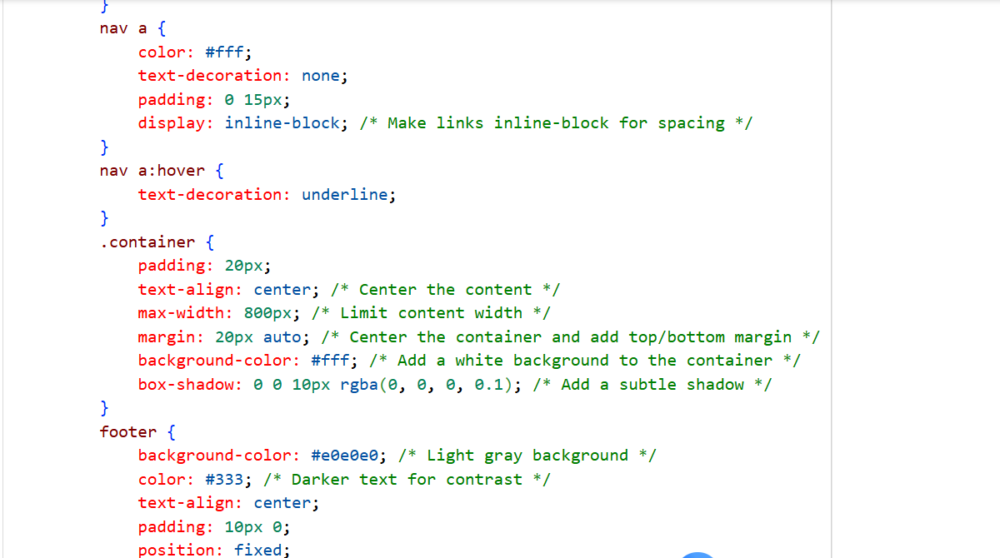 }
nav a {
color: #fff;
text-decoration: none;
padding: 0 15px;
display: inline-block; /* Make links inline-block for spacing */
}
nav a:hover {
text-decoration: underline;
}
.container {
padding: 20px;
text-align: center; /* Center the content */
max-width: 800px; /* Limit content width */
margin: 20px auto; /* Center the container and add top/bottom margin */
background-color: #fff; /* Add a white background to the container */
box-shadow: 0 0 10px rgba(0, 0, 0, 0.1); /* Add a subtle shadow */
}
footer {
background-color: #e0e0e0; /* Light gray background */
color: #333; /* Darker text for contrast */
text-align: center;
padding: 10px 0;
position: fixed;